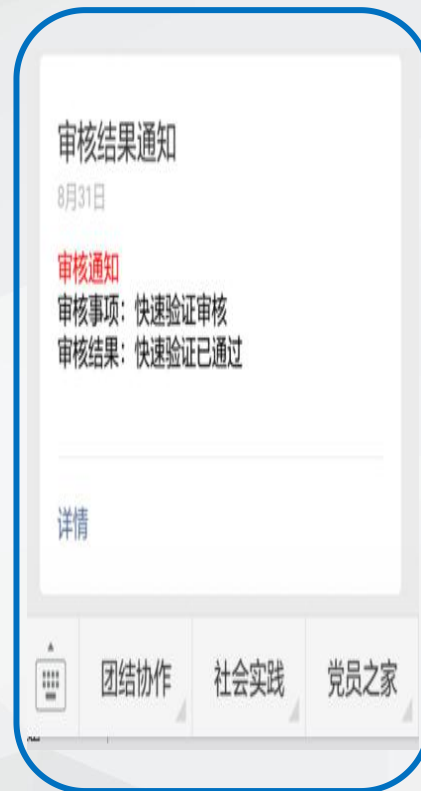 审核结果通知
8月31日
审核通知
审核事项：快速验证审核
审核结果：快速验证已通过
详情
团结协作 社会实践 党员之家